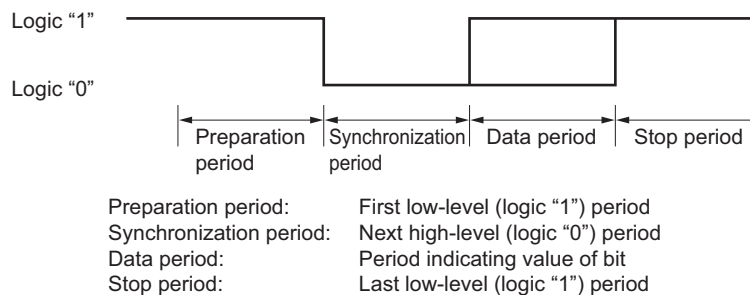 Logic “1”
Logic “0”
Preparation period
Synchronization period
Data period
Stop period
Preparation period: First low-level (logic “1”) period
Synchronization period: Next high-level (logic “0”) period
Data period: Period indicating value of bit
Stop period: Last low-level (logic “1”) period